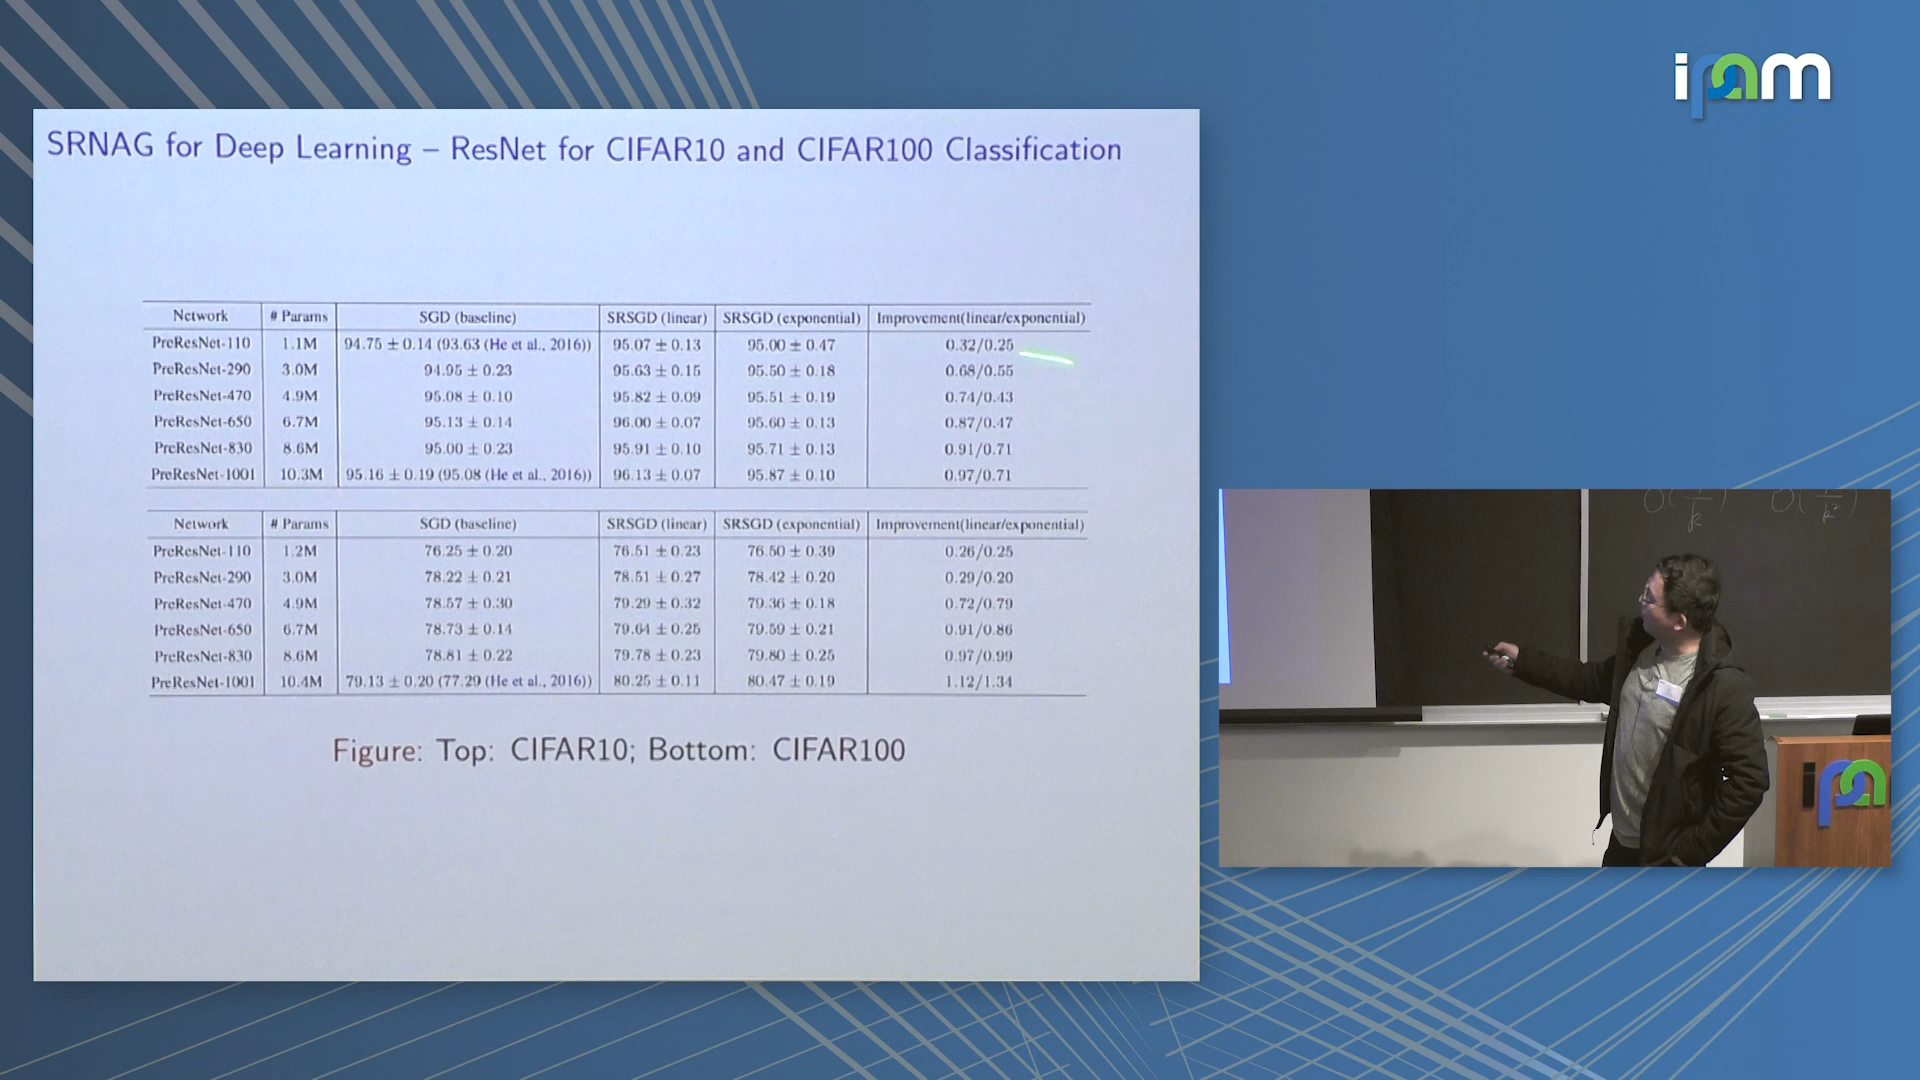 ipam
SRNAG for Deep Learning – ResNet for CIFAR10 and CIFAR100 Classification
Network # Params SGD (baseline) SRSGD (linear) SRSGD (exponential) Improvement(linear/exponential)
PreResNet-110 1.1M 94.75 ± 0.14 (93.63 (He et al., 2016)) 95.07 ± 0.13 95.00 ± 0.47 0.32/0.25
PreResNet-290 3.0M 94.95 ± 0.23 95.63 ± 0.15 95.50 ± 0.18 0.68/0.55
PreResNet-470 4.9M 95.08 ± 0.10 95.82 ± 0.09 95.51 ± 0.19 0.74/0.43
PreResNet-650 6.7M 95.13 ± 0.14 96.00 ± 0.07 95.60 ± 0.13 0.87/0.47
PreResNet-830 8.6M 95.00 ± 0.23 95.91 ± 0.10 95.71 ± 0.13 0.91/0.71
PreResNet-1001 10.3M 95.16 ± 0.19 (95.08 (He et al., 2016)) 96.13 ± 0.07 95.87 ± 0.10 0.97/0.71
Network # Params SGD (baseline) SRSGD (linear) SRSGD (exponential) Improvement(linear/exponential)
PreResNet-110 1.2M 76.25 ± 0.20 76.51 ± 0.23 76.50 ± 0.39 0.26/0.25
PreResNet-290 3.0M 78.22 ± 0.21 78.51 ± 0.27 78.42 ± 0.20 0.29/0.20
PreResNet-470 4.9M 78.57 ± 0.30 79.29 ± 0.32 79.36 ± 0.18 0.72/0.79
PreResNet-650 6.7M 78.73 ± 0.14 79.64 ± 0.25 79.59 ± 0.21 0.91/0.86
PreResNet-830 8.6M 78.81 ± 0.22 79.78 ± 0.23 79.80 ± 0.25 0.97/0.99
PreResNet-1001 10.4M 79.13 ± 0.20 (77.29 (He et al., 2016)) 80.25 ± 0.11 80.47 ± 0.19 1.12/1.34
Figure: Top: CIFAR10; Bottom: CIFAR100
O(1/k) O(1/k²)
ipa